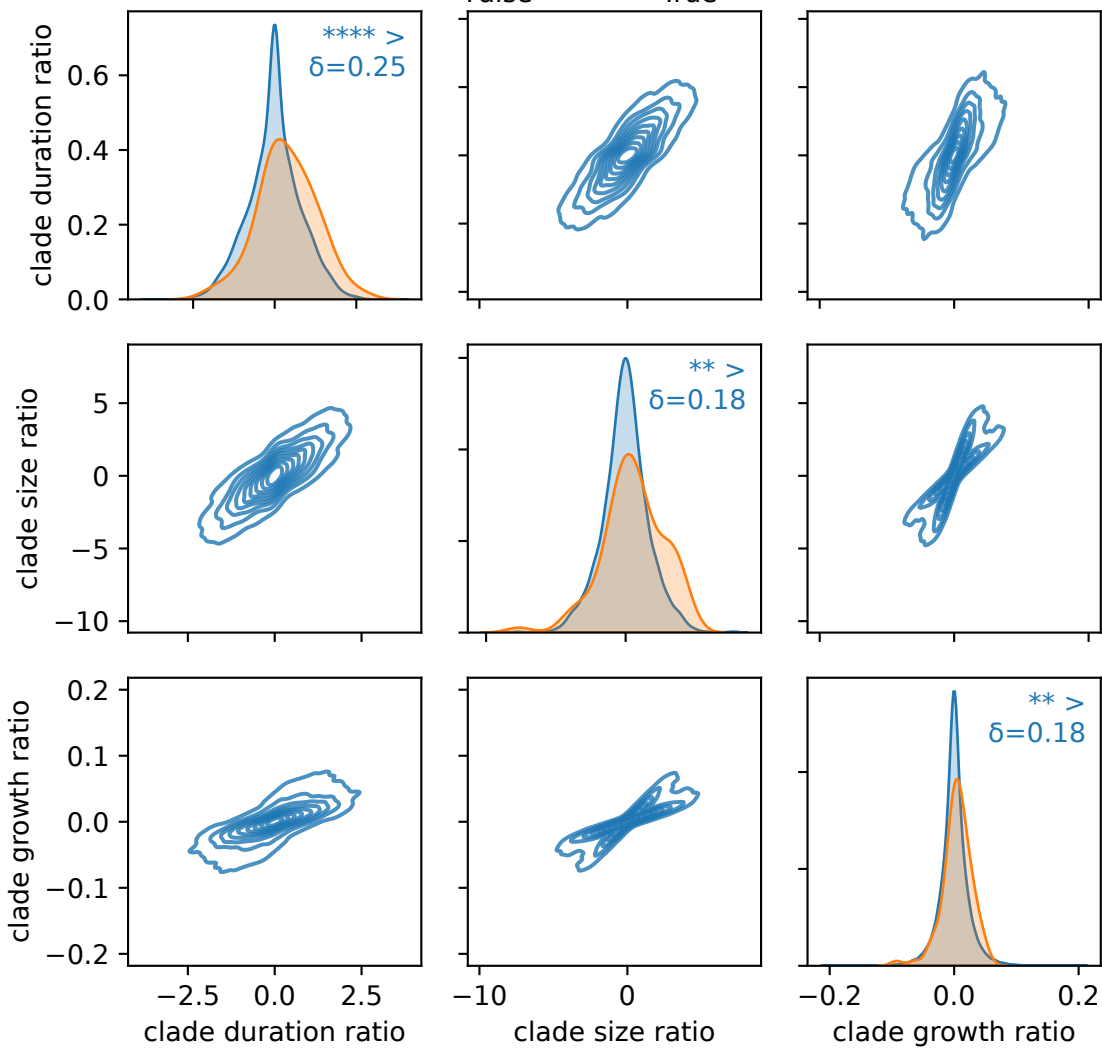 False True
clade duration ratio
0.6
0.4
0.2
0.0
**** >
δ=0.25
clade size ratio
5
0
−5
−10
** >
δ=0.18
clade growth ratio
0.2
0.1
0.0
−0.1
−0.2
** >
δ=0.18
−2.5 0.0 2.5
−10 0
−0.2 0.0 0.2
clade duration ratio
clade size ratio
clade growth ratio